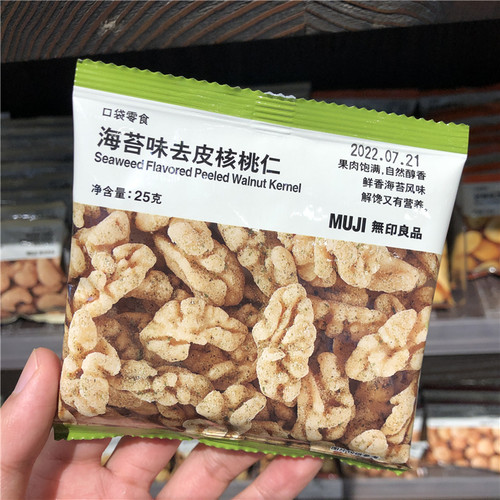 口袋零食
海苔味去皮核桃仁
Seaweed Flavored Peeled Walnut Kernel
净含量:25克
2022.07.21
果肉饱满,自然醇香
鲜香海苔风味
解馋又有营养。
MUJI 無印良品